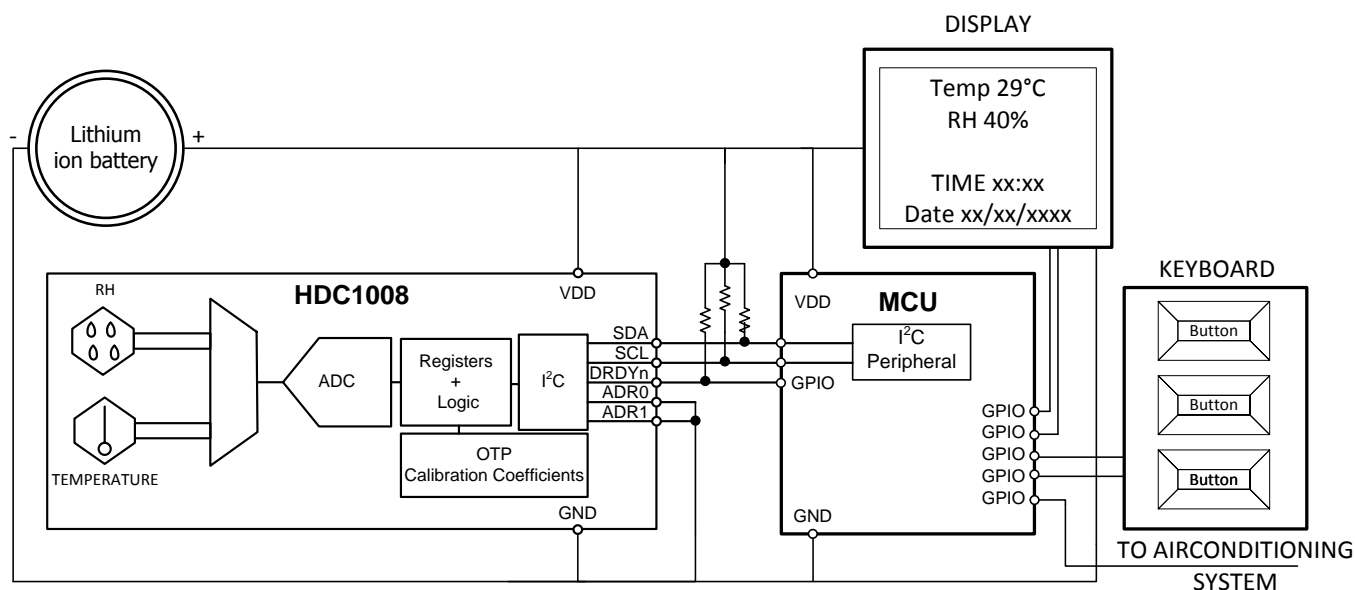 DISPLAY
Temp 29°C
RH 40%
TIME xx:xx
Date xx/xx/xxxx
-
Lithium
ion battery
+
KEYBOARD
Button
Button
Button
HDC1008
RH
TEMPERATURE
VDD
ADC
Registers
+
Logic
I²C
OTP
Calibration Coefficients
SDA
SCL
DRDYn
ADR0
ADR1
GND
MCU
VDD
I²C
Peripheral
GPIO
GPIO
GPIO
GPIO
GPIO
GPIO
GND
TO AIRCONDITIONING
SYSTEM